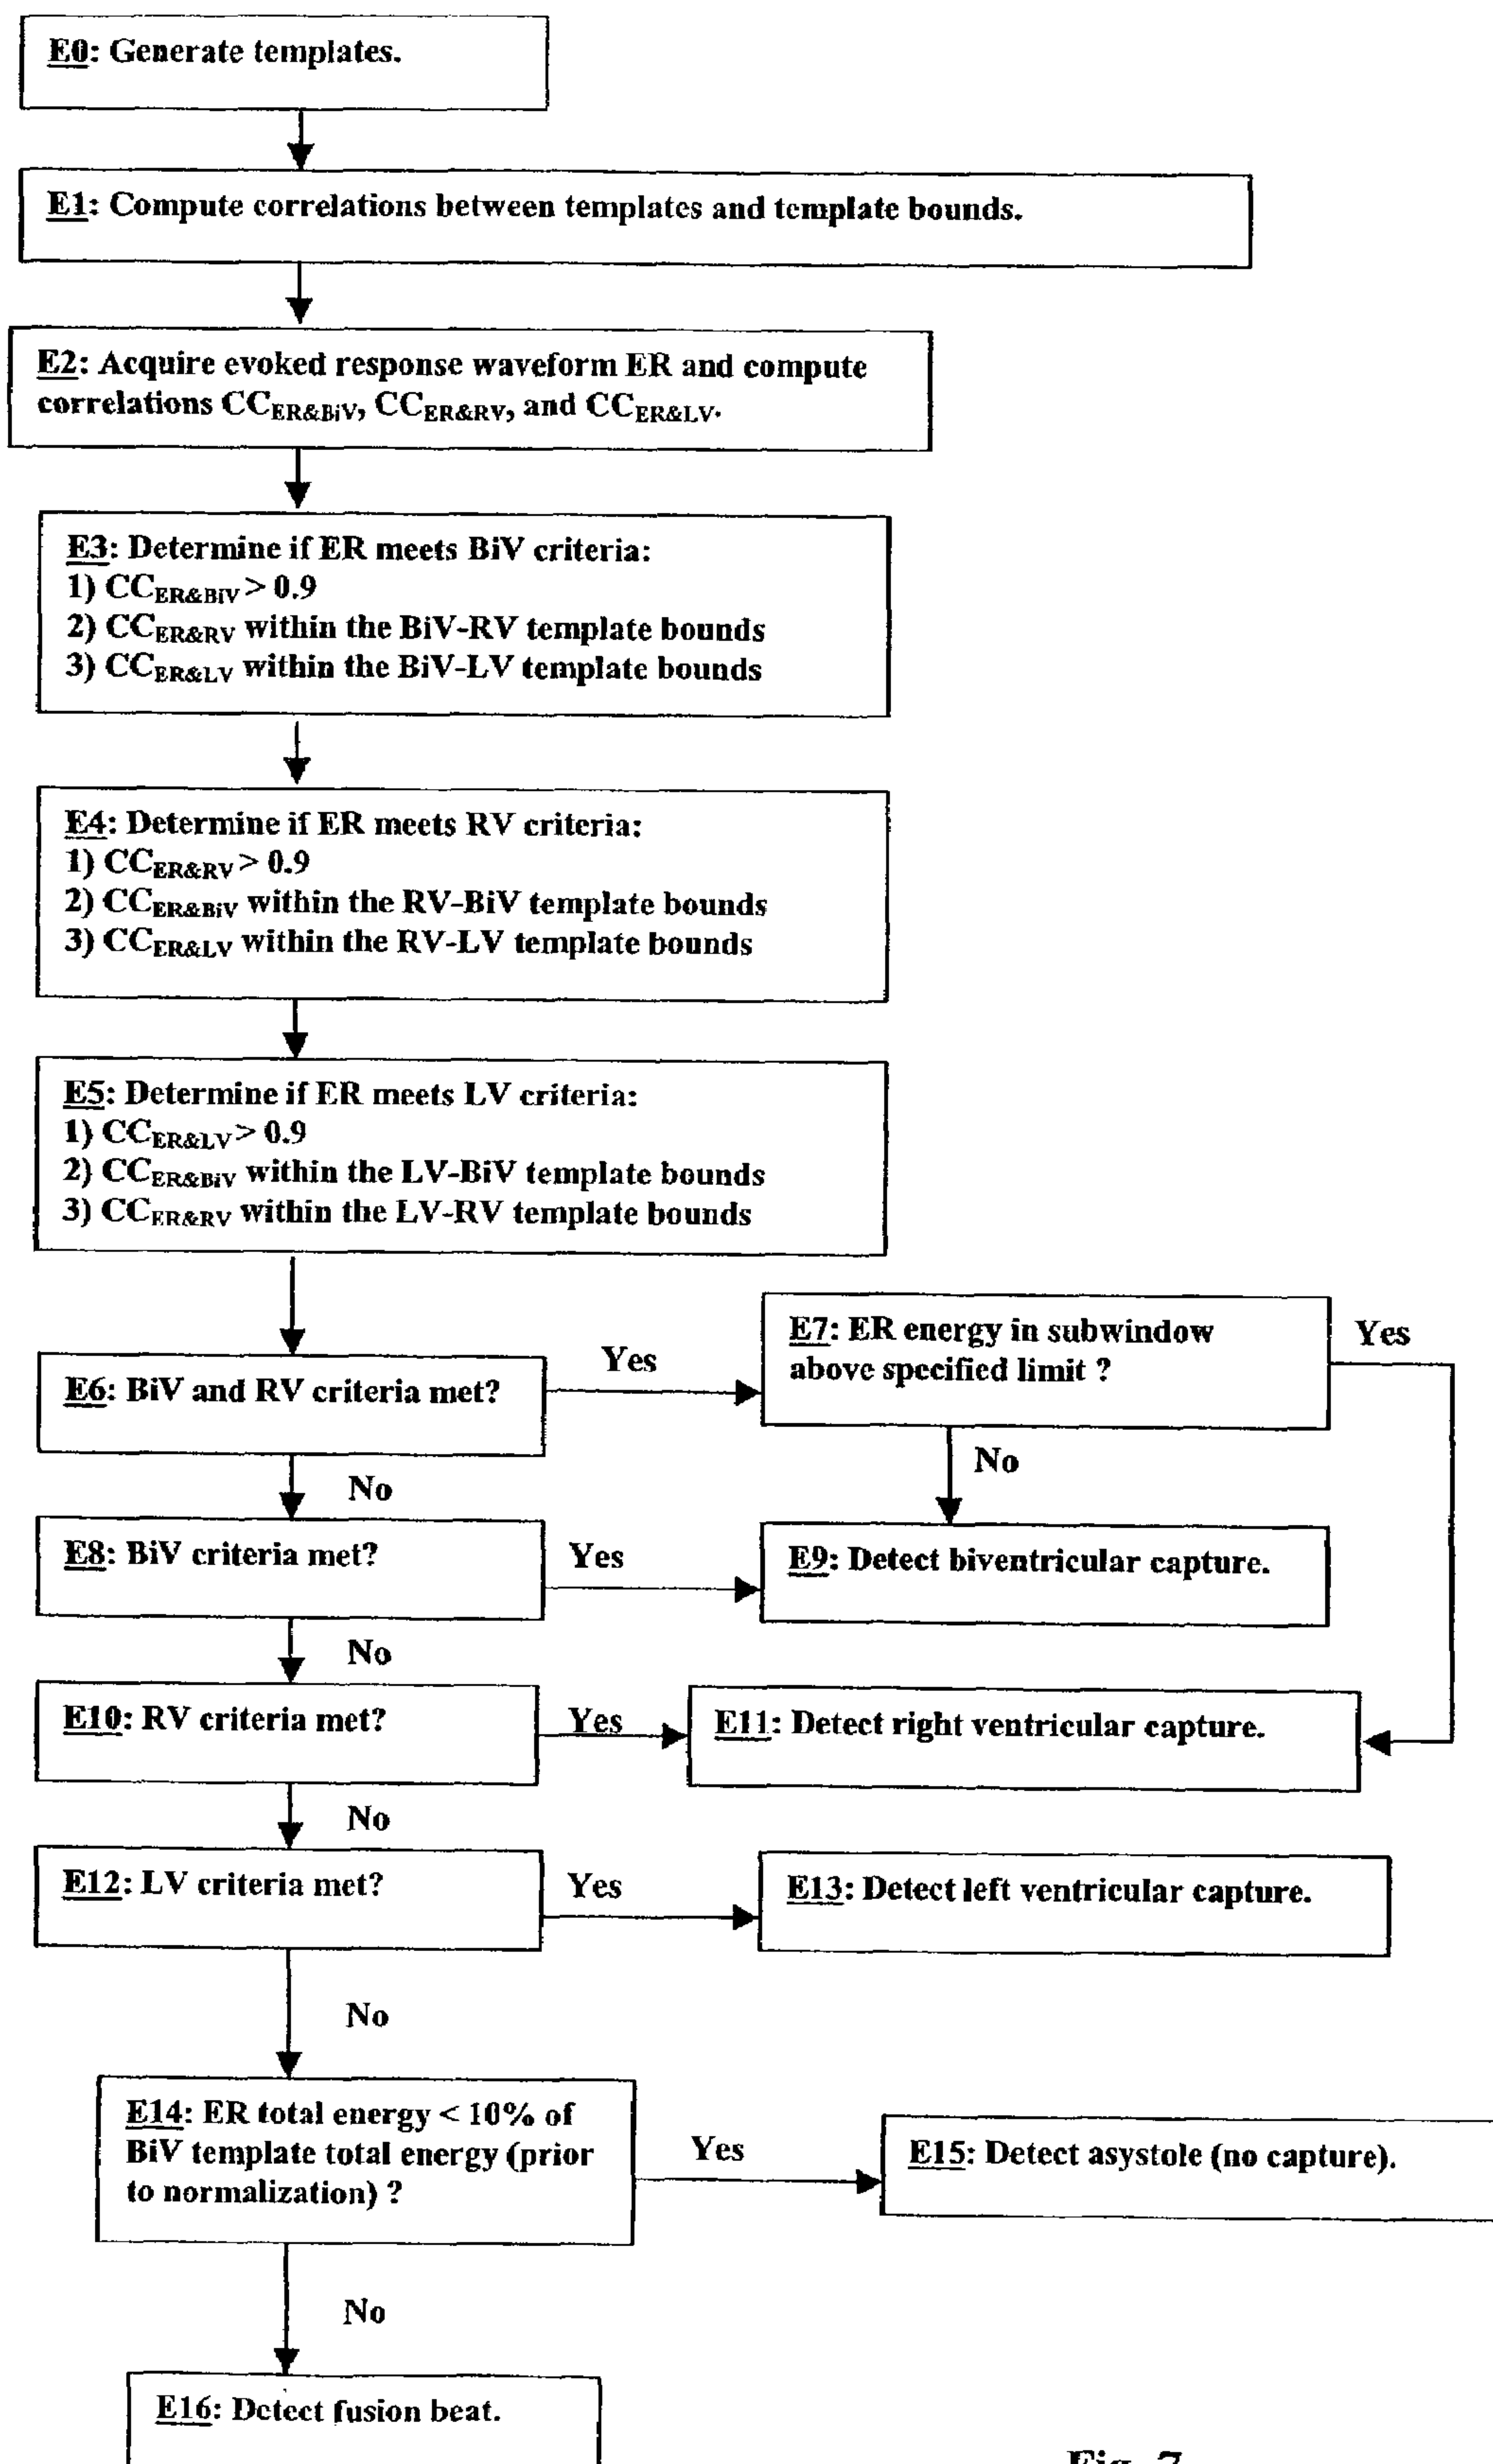 E0: Generate templates.
E1: Compute correlations between templates and template bounds.
E2: Acquire evoked response waveform ER and compute
correlations CCER&BiV, CCER&RV, and CCER&LV.
E3: Determine if ER meets BiV criteria:
1) CCER&BiV > 0.9
2) CCER&RV within the BiV-RV template bounds
3) CCER&LV within the BiV-LV template bounds
E4: Determine if ER meets RV criteria:
1) CCER&RV > 0.9
2) CCER&BiV within the RV-BiV template bounds
3) CCER&LV within the RV-LV template bounds
E5: Determine if ER meets LV criteria:
1) CCER&LV > 0.9
2) CCER&BiV within the LV-BiV template bounds
3) CCER&RV within the LV-RV template bounds
E6: BiV and RV criteria met?
Yes
E7: ER energy in subwindow
above specified limit ?
Yes
No
No
E8: BiV criteria met?
Yes
E9: Detect biventricular capture.
No
E10: RV criteria met?
Yes
E11: Detect right ventricular capture.
No
E12: LV criteria met?
Yes
E13: Detect left ventricular capture.
No
E14: ER total energy < 10% of
BiV template total energy (prior
to normalization) ?
Yes
E15: Detect asystole (no capture).
No
E16: Detect fusion beat.
Fig. 7